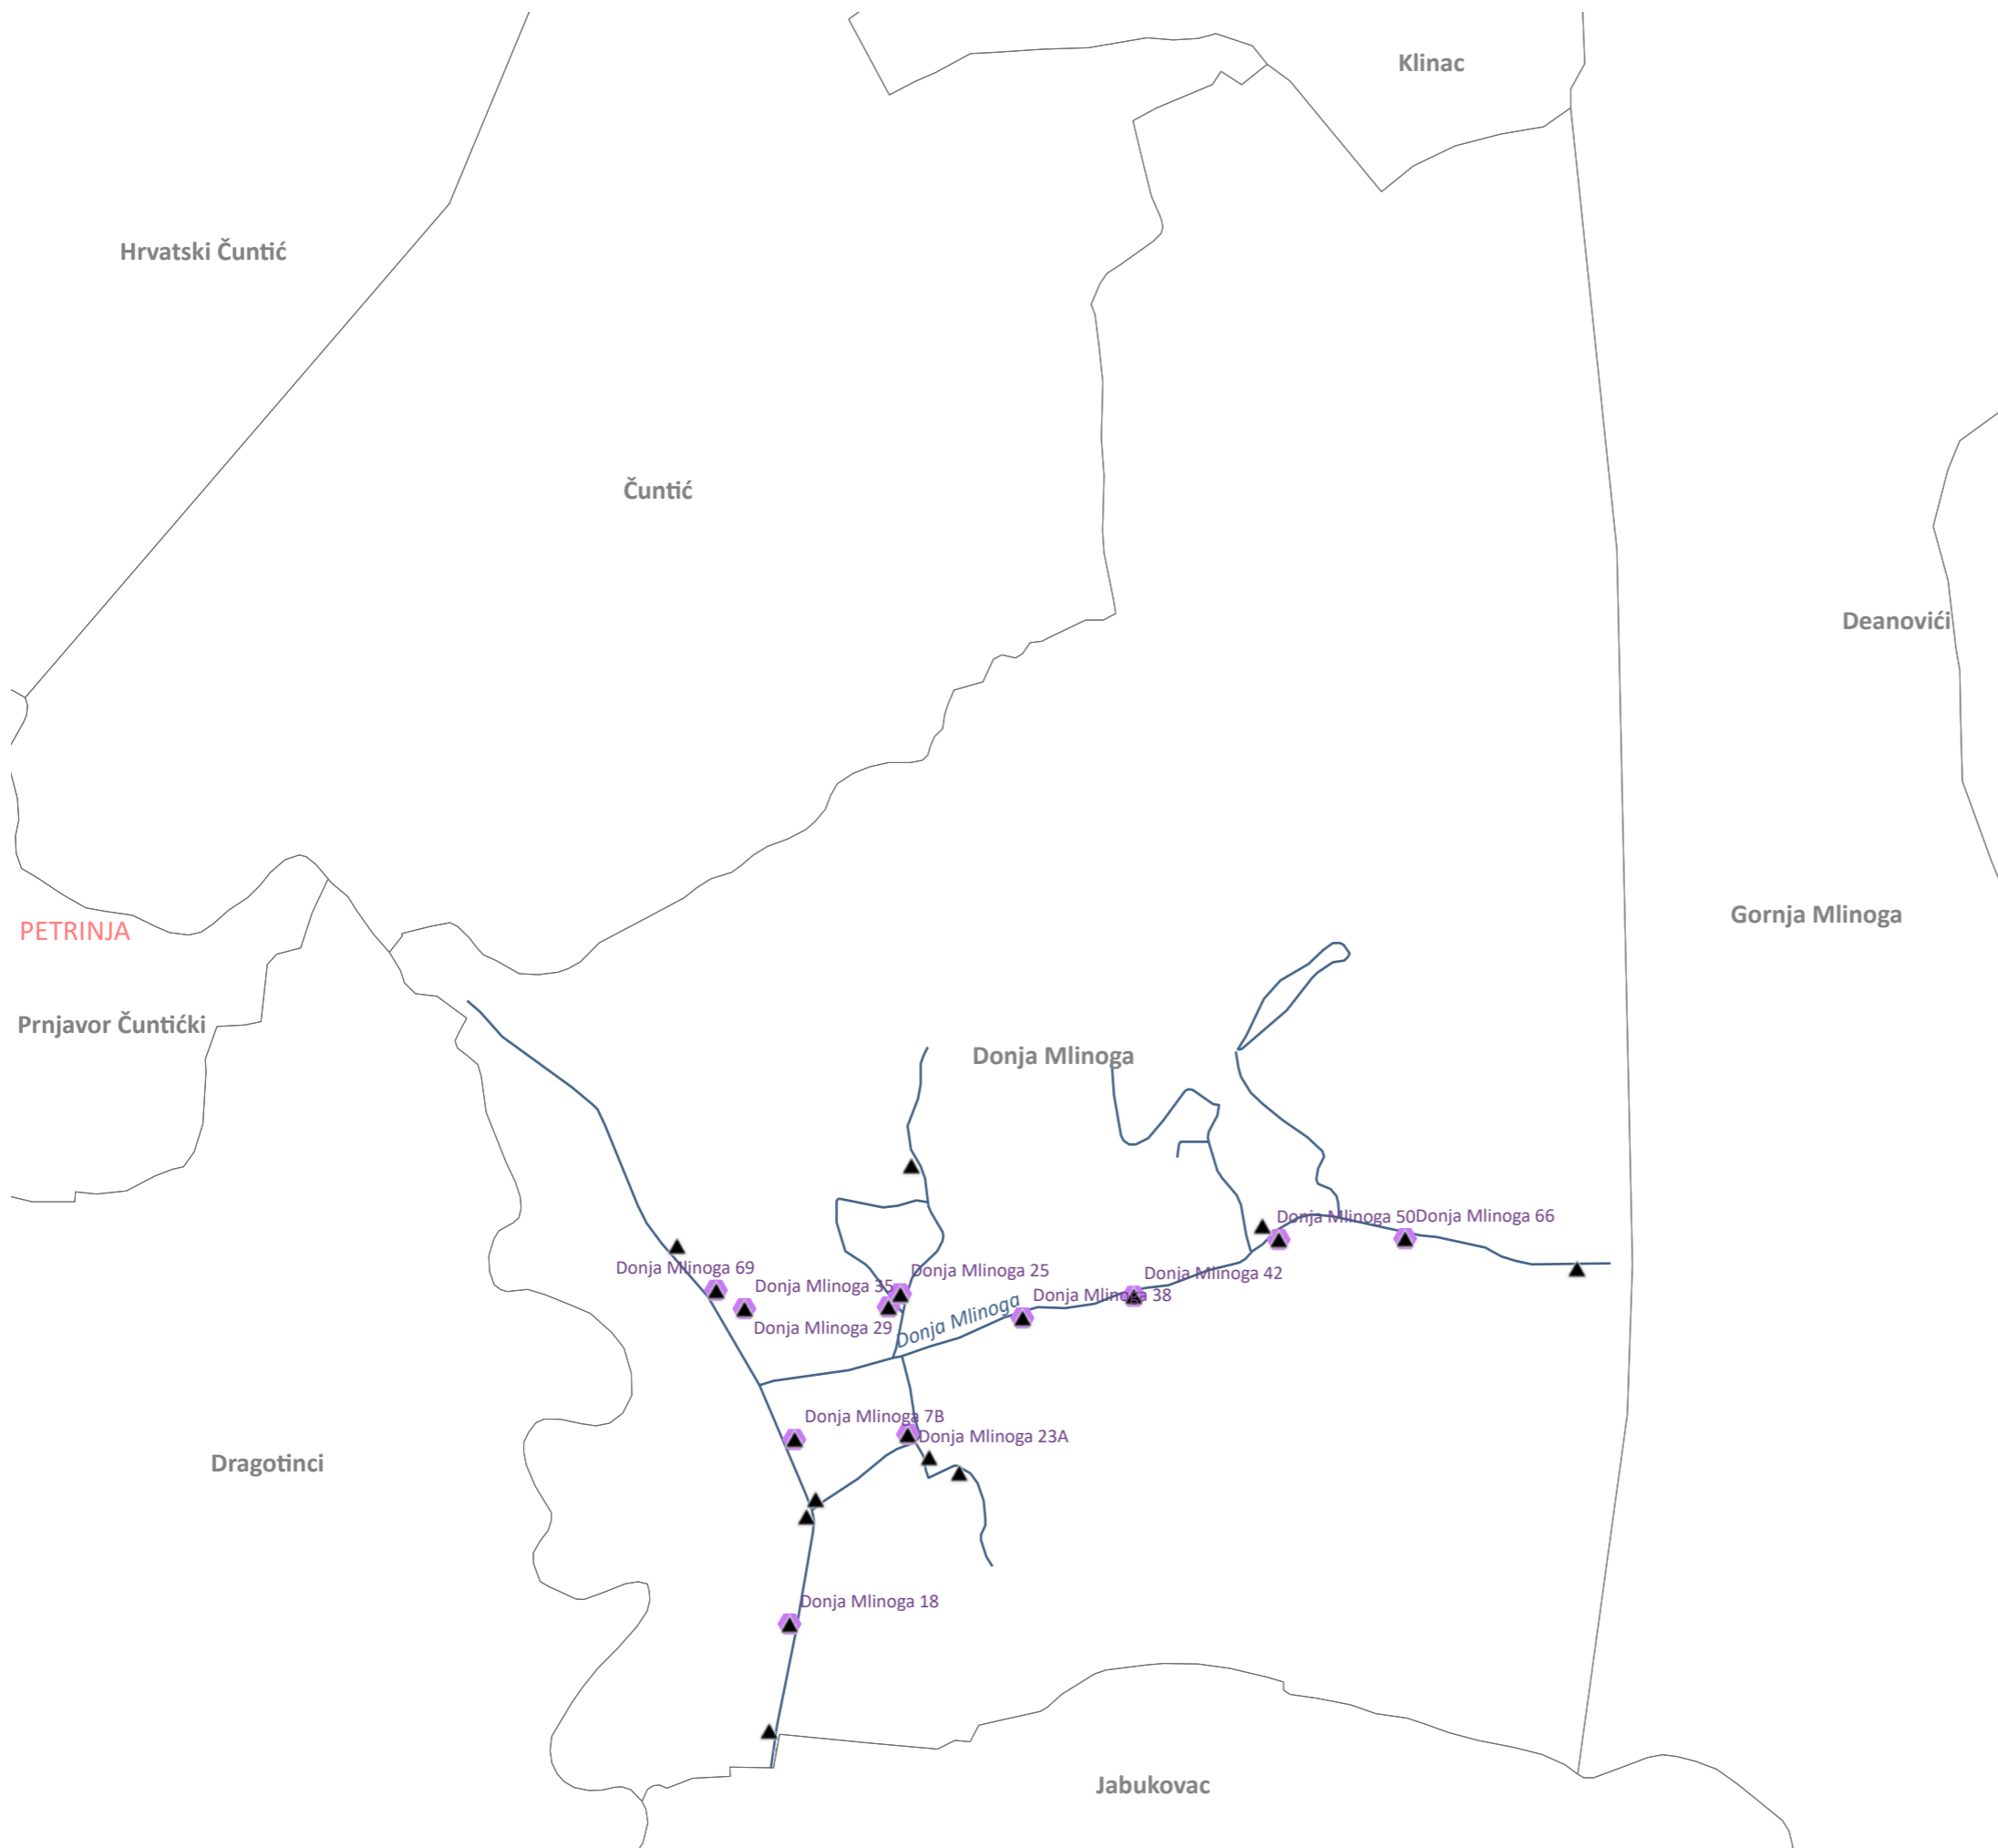 Klinac
Hrvatski Čuntić
Čuntić
Deanovići
Gornja Mlinoga
PETRINJA
Prnjavor Čuntićki
Donja Mlinoga
Donja Mlinoga 50
Donja Mlinoga 66
Donja Mlinoga 69
Donja Mlinoga 35
Donja Mlinoga 25
Donja Mlinoga 42
Donja Mlinoga 38
Donja Mlinoga 29
Donja Mlinoga
Donja Mlinoga 7B
Donja Mlinoga 23A
Dragotinci
Donja Mlinoga 18
Jabukovac